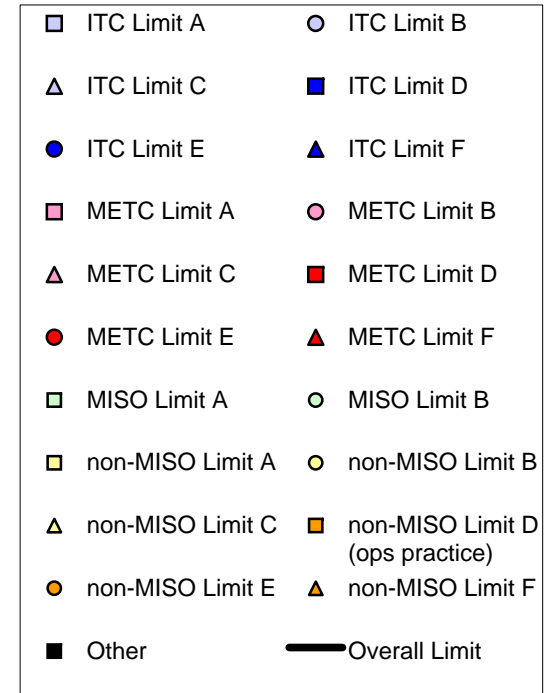 ITC Limit A ITC Limit B
ITC Limit C ITC Limit D
ITC Limit E ITC Limit F
METC Limit A METC Limit B
METC Limit C METC Limit D
METC Limit E METC Limit F
MISO Limit A MISO Limit B
non-MISO Limit A non-MISO Limit B
non-MISO Limit C non-MISO Limit D
(ops practice)
non-MISO Limit E non-MISO Limit F
Other Overall Limit